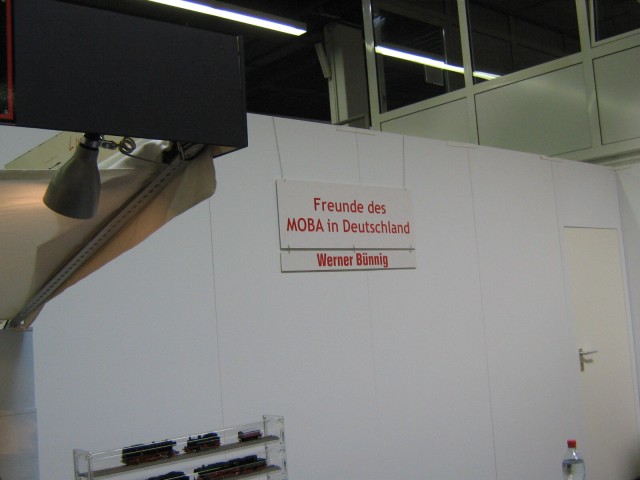 Freunde des
MOBA in Deutschland
Werner Bünnig